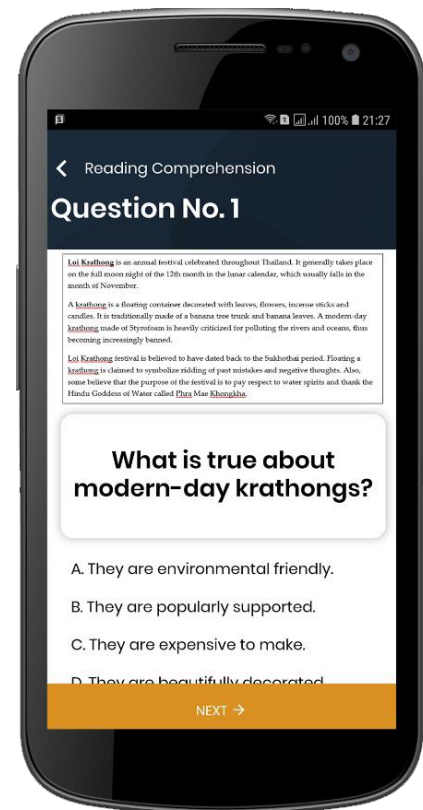 100% 21:27
Reading Comprehension
Question No. 1
Loi Krathong is an annual festival celebrated throughout Thailand. It generally takes place
on the full moon night of the 12th month in the lunar calendar, which usually falls in the
month of November.
A krathong is a floating container decorated with leaves, flowers, incense sticks and
candles. It is traditionally made of a banana tree trunk and banana leaves. A modern-day
krathong made of Styrofoam is heavily criticized for polluting the rivers and oceans, thus
becoming increasingly banned.
Loi Krathong festival is believed to have dated back to the Sukhothai period. Floating a
krathong is claimed to symbolize ridding of past mistakes and negative thoughts. Also,
some believe that the purpose of the festival is to pay respect to water spirits and thank the
Hindu Goddess of Water called Phra Mae Khongkha.
What is true about
modern-day krathongs?
A. They are environmental friendly.
B. They are popularly supported.
C. They are expensive to make.
D. They are beautifully decorated
NEXT →